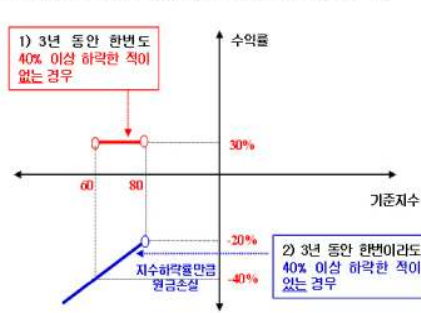 1) 3년 동안 한번도
40% 이상 하락한 적이
없는 경우
수익률
30%
60
80
기준지수
-20%
-40%
지수하락률만큼
원금손실
2) 3년 동안 한번이라도
40% 이상 하락한 적이
있는 경우